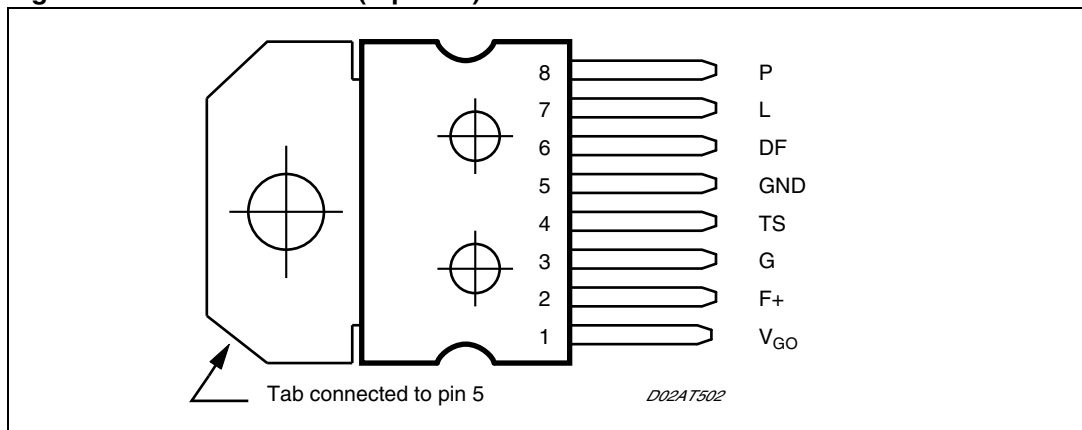 8 P
7 L
6 DF
5 GND
4 TS
3 G
2 F+
1 VGO
Tab connected to pin 5
D02AT502